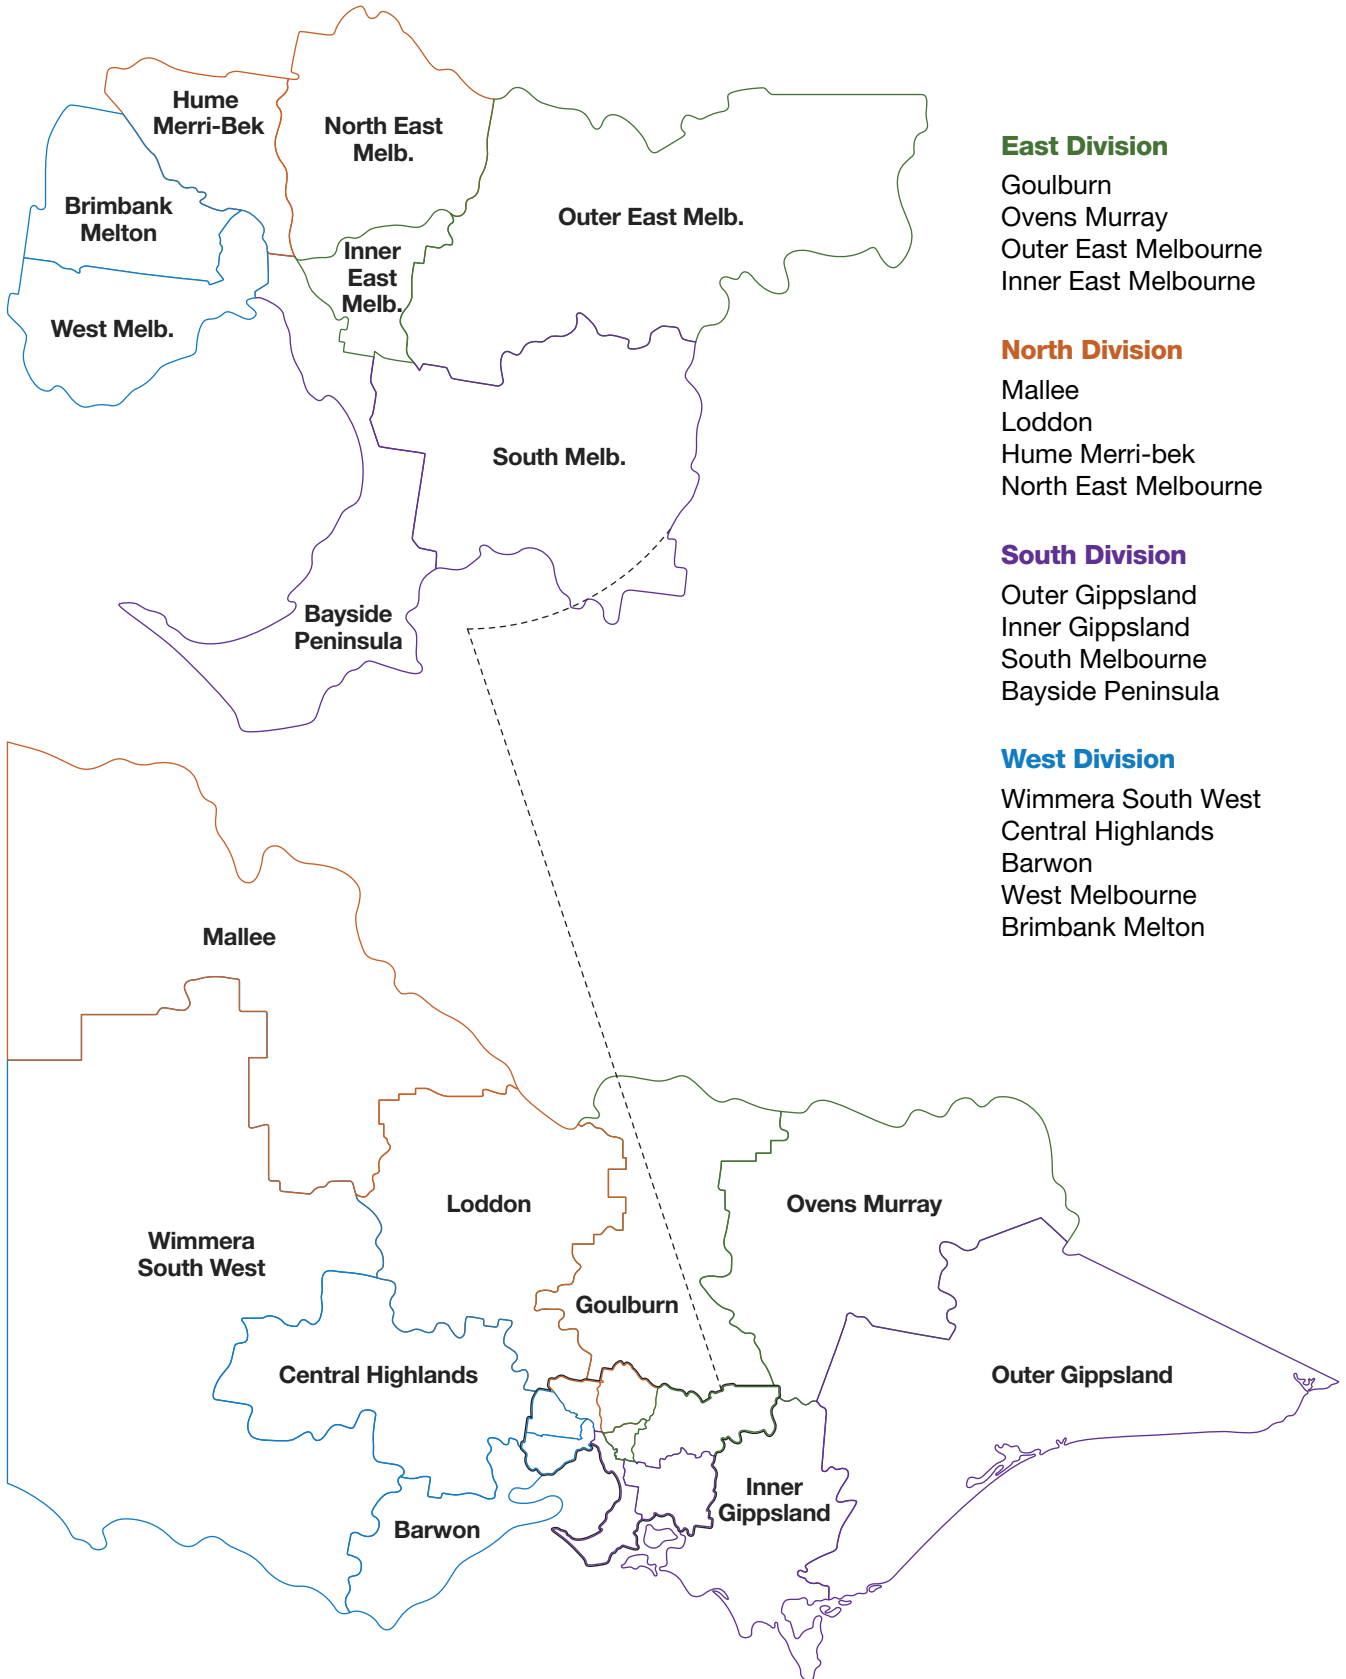 Hume
Merri-Bek
North East
Melb.
Brimbank
Melton
Outer East Melb.
Inner
East
Melb.
West Melb.
South Melb.
Bayside
Peninsula
East Division
Goulburn
Ovens Murray
Outer East Melbourne
Inner East Melbourne
North Division
Mallee
Loddon
Hume Merri-bek
North East Melbourne
South Division
Outer Gippsland
Inner Gippsland
South Melbourne
Bayside Peninsula
West Division
Wimmera South West
Central Highlands
Barwon
West Melbourne
Brimbank Melton
Mallee
Loddon
Ovens Murray
Wimmera
South West
Goulburn
Central Highlands
Outer Gippsland
Inner
Gippsland
Barwon